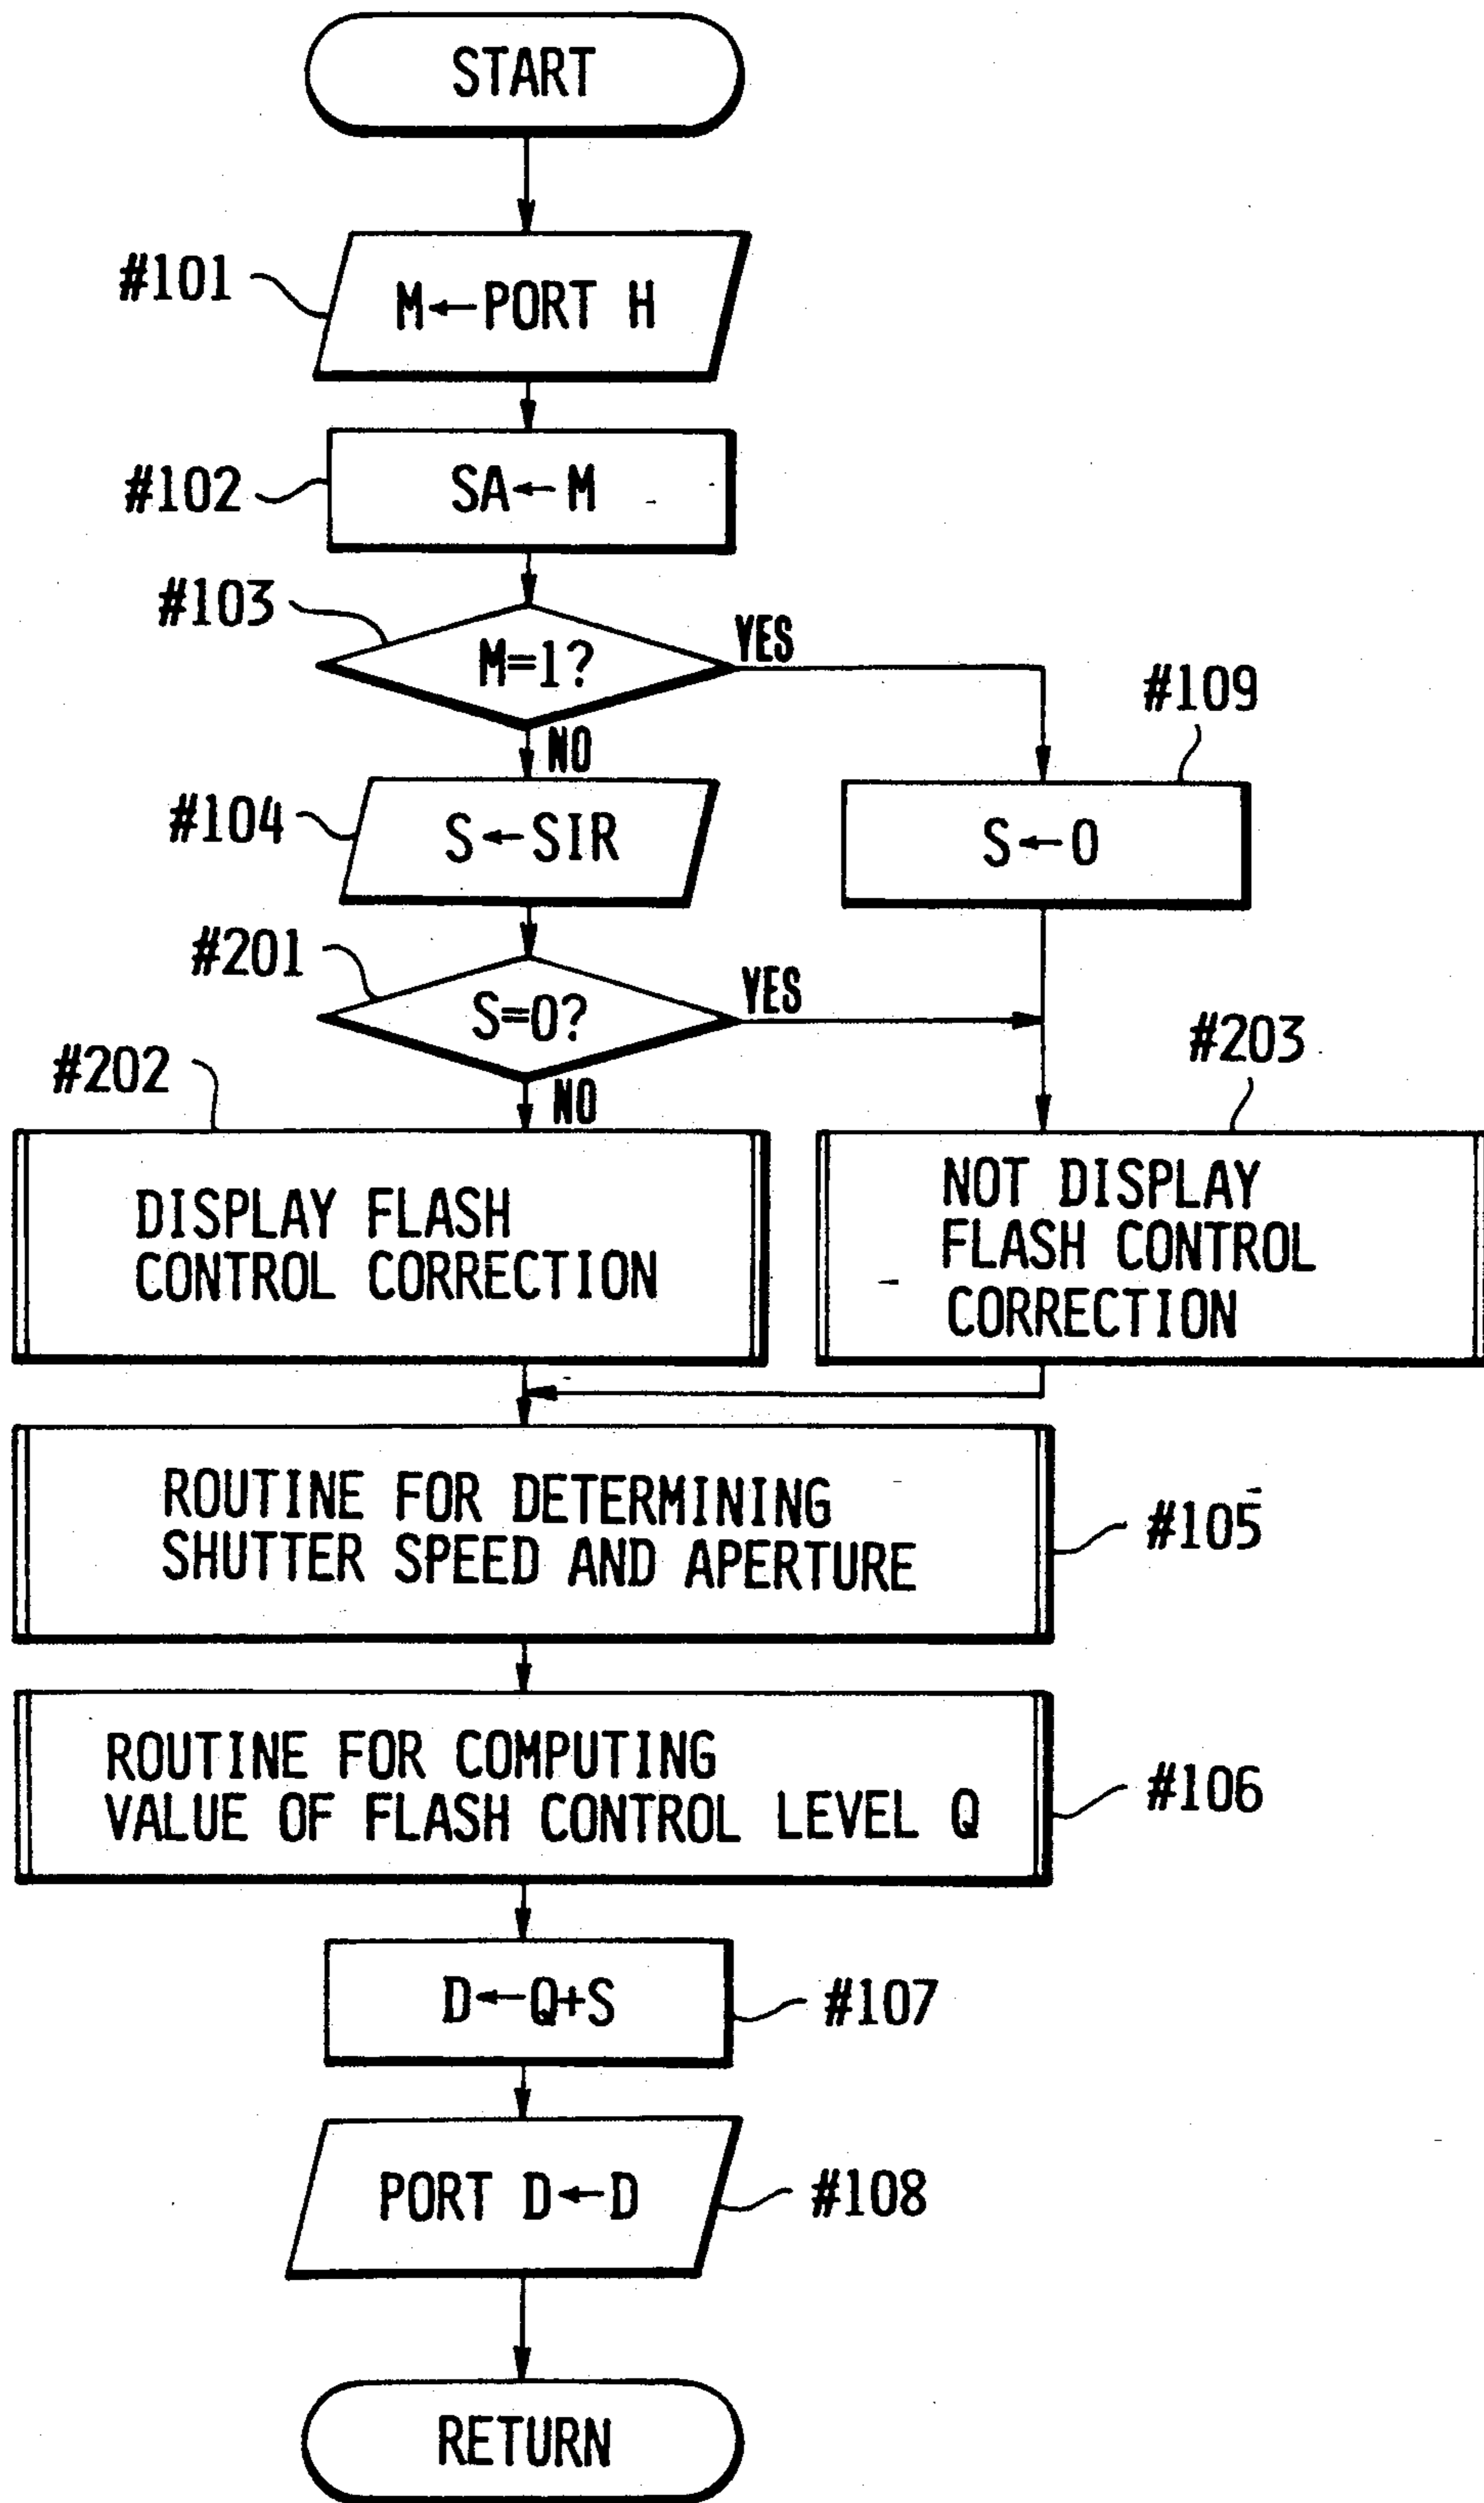 START
#101
M←PORT H
#102
SA←M
#103
M=1?
YES
NO
#109
#104
S←SIR
S←0
#201
S=0?
YES
NO
#202
#203
DISPLAY FLASH
CONTROL CORRECTION
NOT DISPLAY
FLASH CONTROL
CORRECTION
ROUTINE FOR DETERMINING
SHUTTER SPEED AND APERTURE
#105
ROUTINE FOR COMPUTING
VALUE OF FLASH CONTROL LEVEL Q
#106
D←Q+S
#107
PORT D←D
#108
RETURN